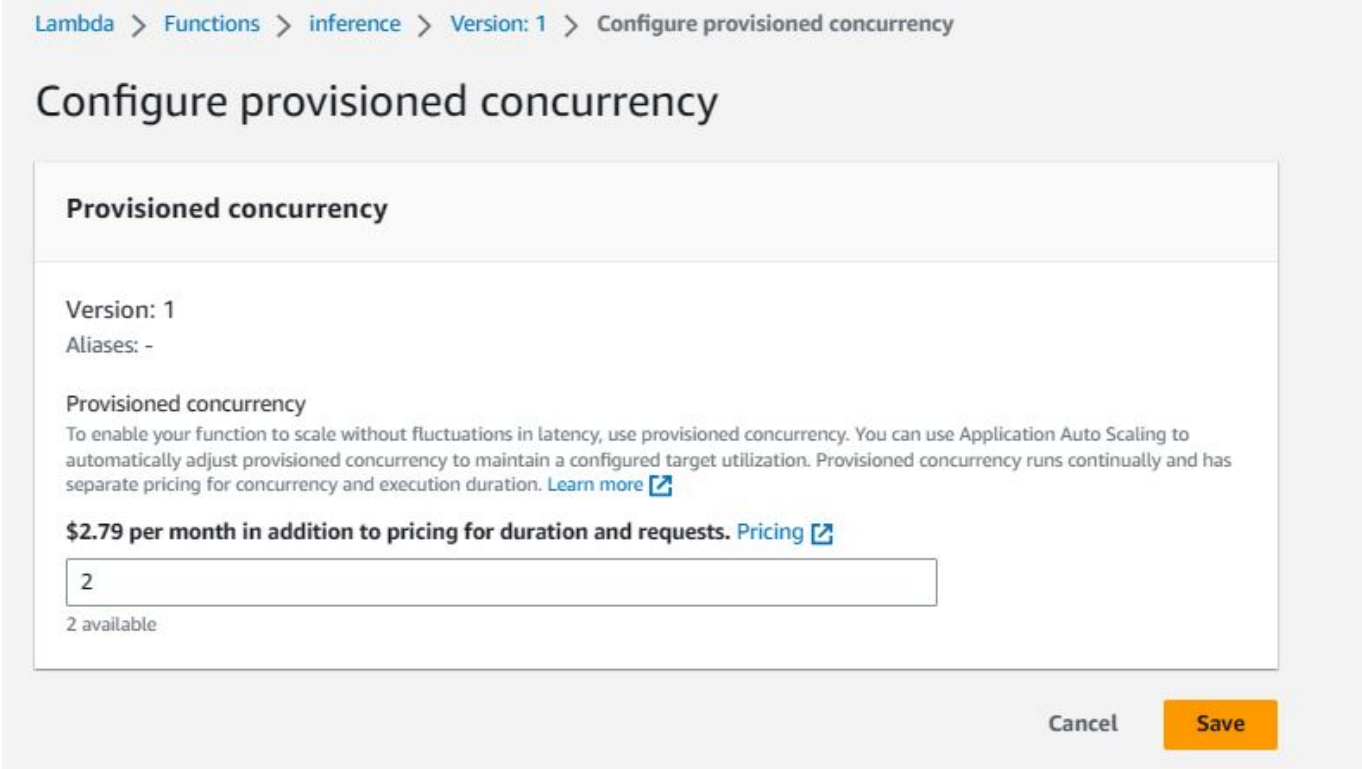 Lambda > Functions > inference > Version: 1 > Configure provisioned concurrency
Configure provisioned concurrency
Provisioned concurrency
Version: 1
Aliases: -
Provisioned concurrency
To enable your function to scale without fluctuations in latency, use provisioned concurrency. You can use Application Auto Scaling to
automatically adjust provisioned concurrency to maintain a configured target utilization. Provisioned concurrency runs continually and has
separate pricing for concurrency and execution duration. Learn more
$2.79 per month in addition to pricing for duration and requests. Pricing
2
2 available
Cancel Save